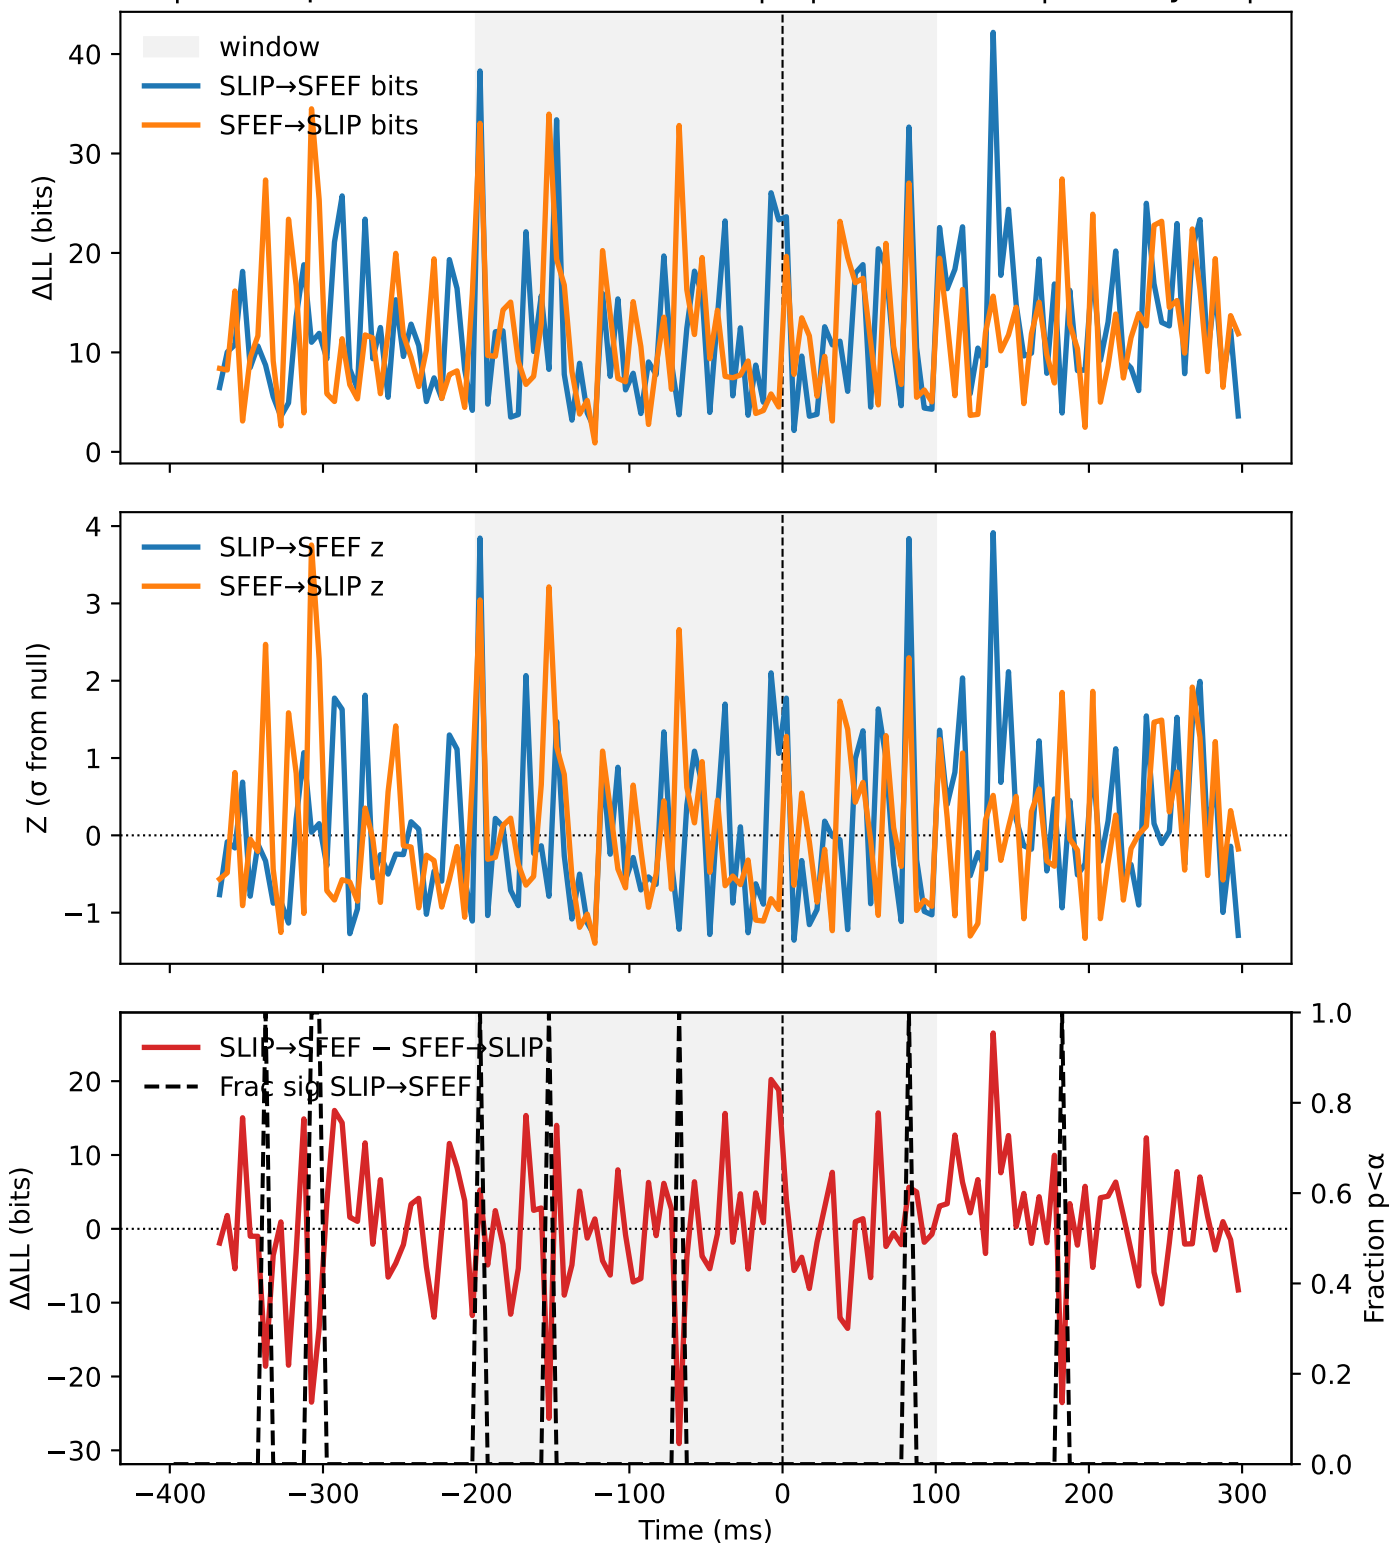 window
SLIP→SFEF bits
SFEF→SLIP bits
40
30
20
10
0
ΔLL (bits)
SLIP→SFEF z
SFEF→SLIP z
4
3
2
1
0
−1
Z (σ from null)
SLIP→SFEF − SFEF→SLIP
Frac sig SLIP→SFEF
20
10
0
−10
−20
−30
ΔΔLL (bits)
1.0
0.8
0.6
0.4
0.2
0.0
Fraction p<α
−400 −300 −200 −100 0 100 200 300
Time (ms)